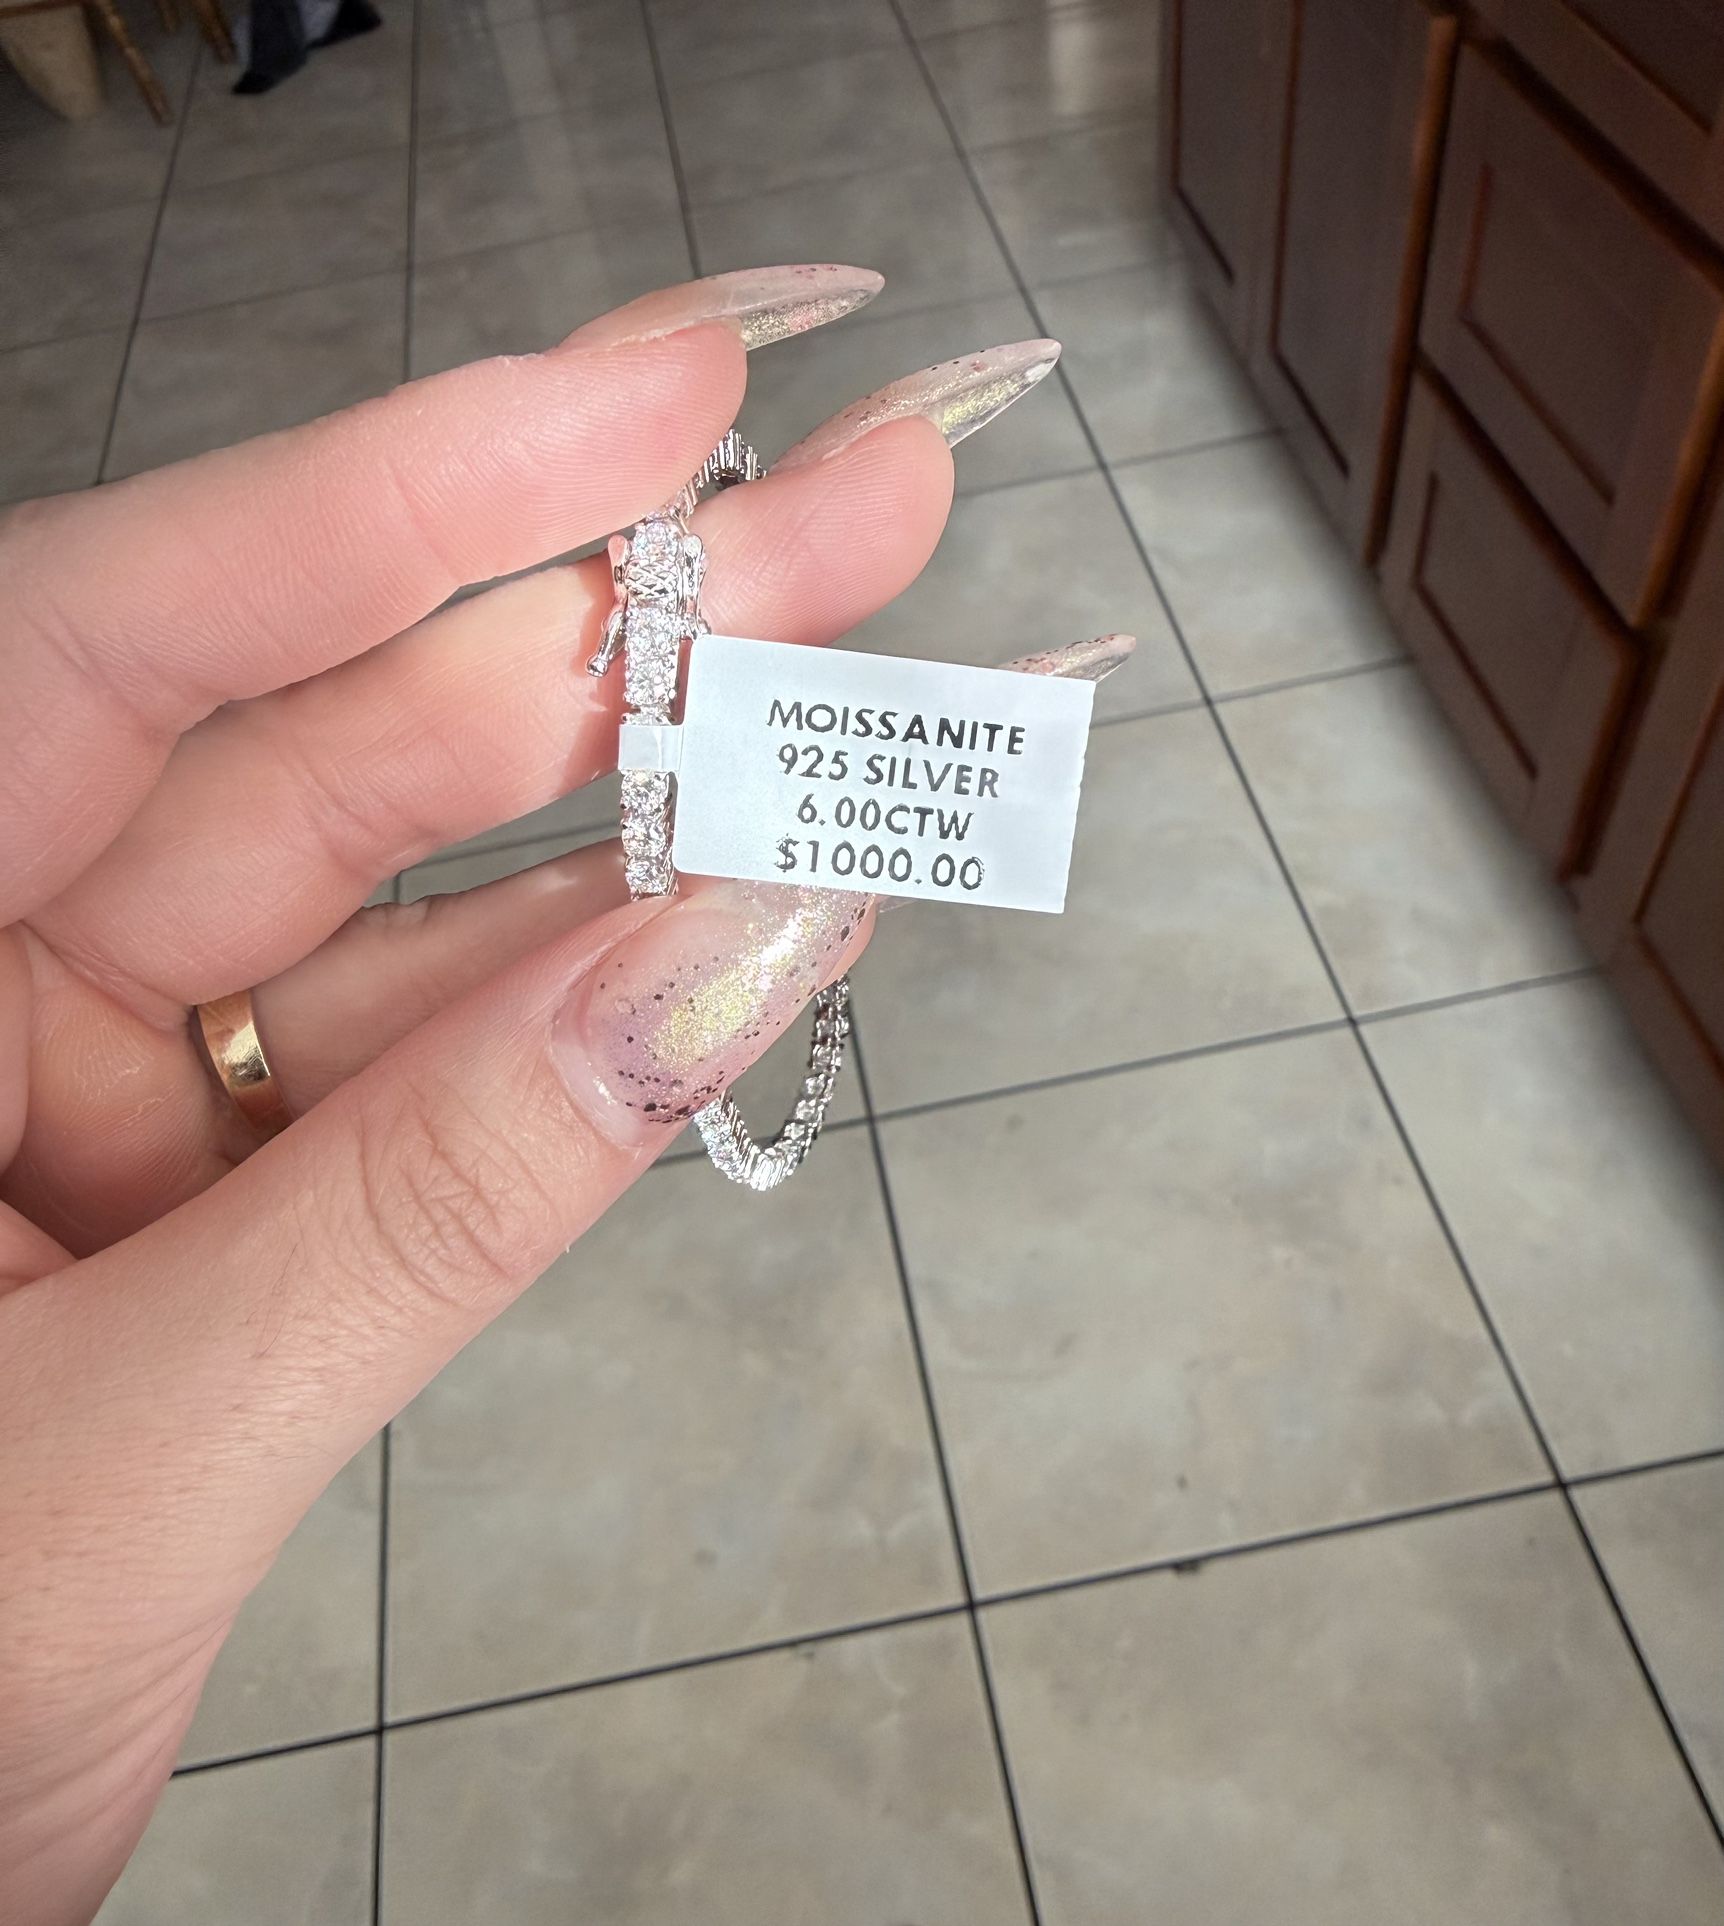 MOISSANITE
925 SILVER
6.00CTW
$1000.00